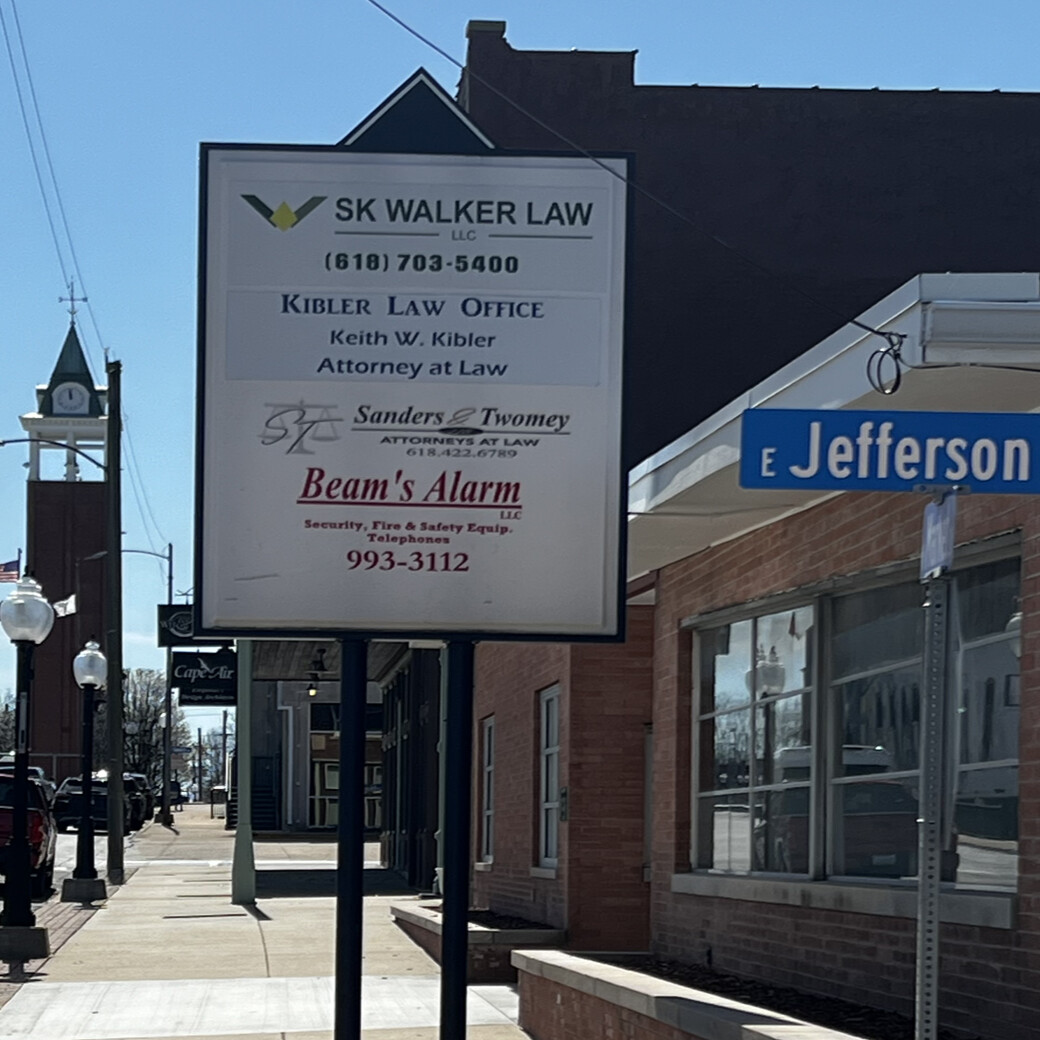 SK WALKER LAW
LLC
(618) 703-5400
KIBLER LAW OFFICE
Keith W. Kibler
Attorney at Law
ST
Sanders & Twomey
ATTORNEYS AT LAW
618.422.6789
Beam's Alarm
LLC
Security, Fire & Safety Equip.
Telephones
993-3112
E Jefferson
Cape Air